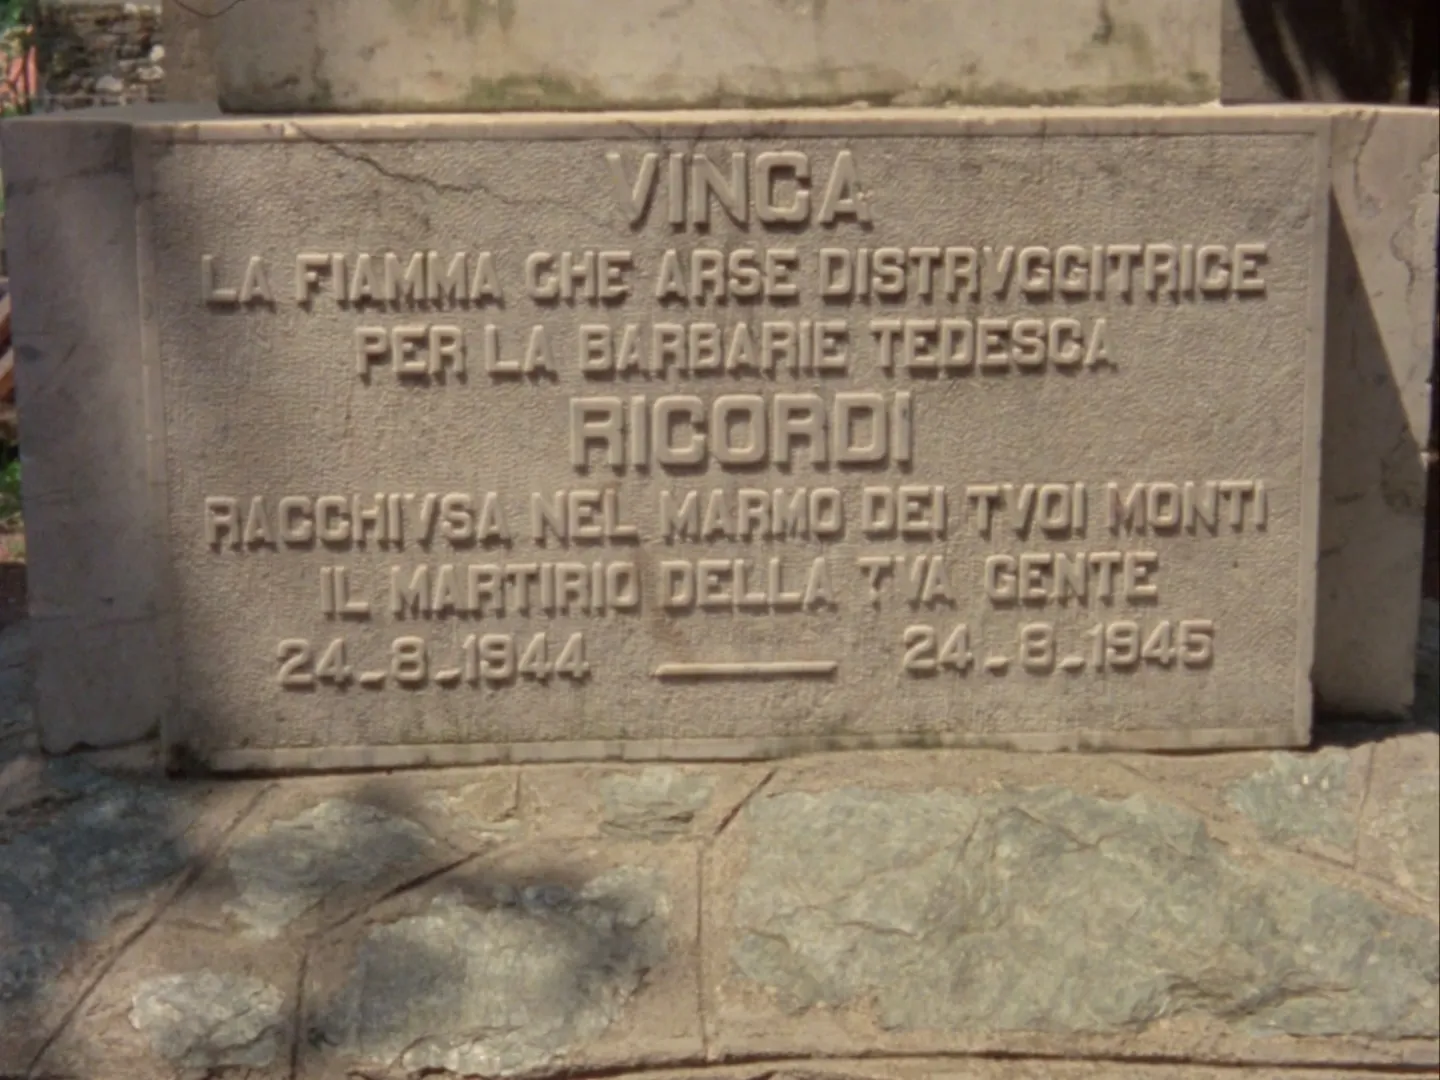 VINCA
LA FIAMMA CHE ARSE DISTRVGGITRICE
PER LA BARBARIE TEDESCA
RICORDI
RACCHIVSA NEL MARMO DEI TVOI MONTI
IL MARTIRIO DELLA TVA GENTE
24-8-1944 — 24-8-1945